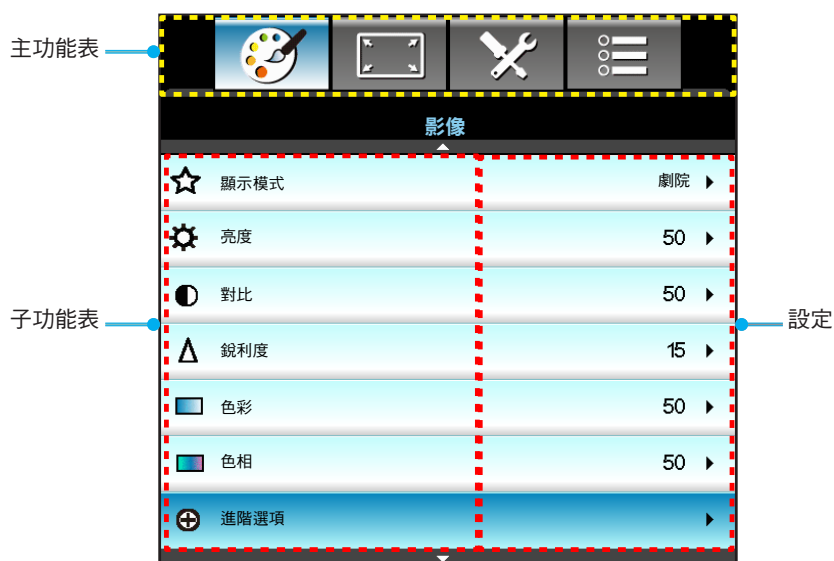 主功能表
影像
顯示模式 劇院
亮度 50
對比 50
子功能表 設定
銳利度 15
色彩 50
色相 50
進階選項